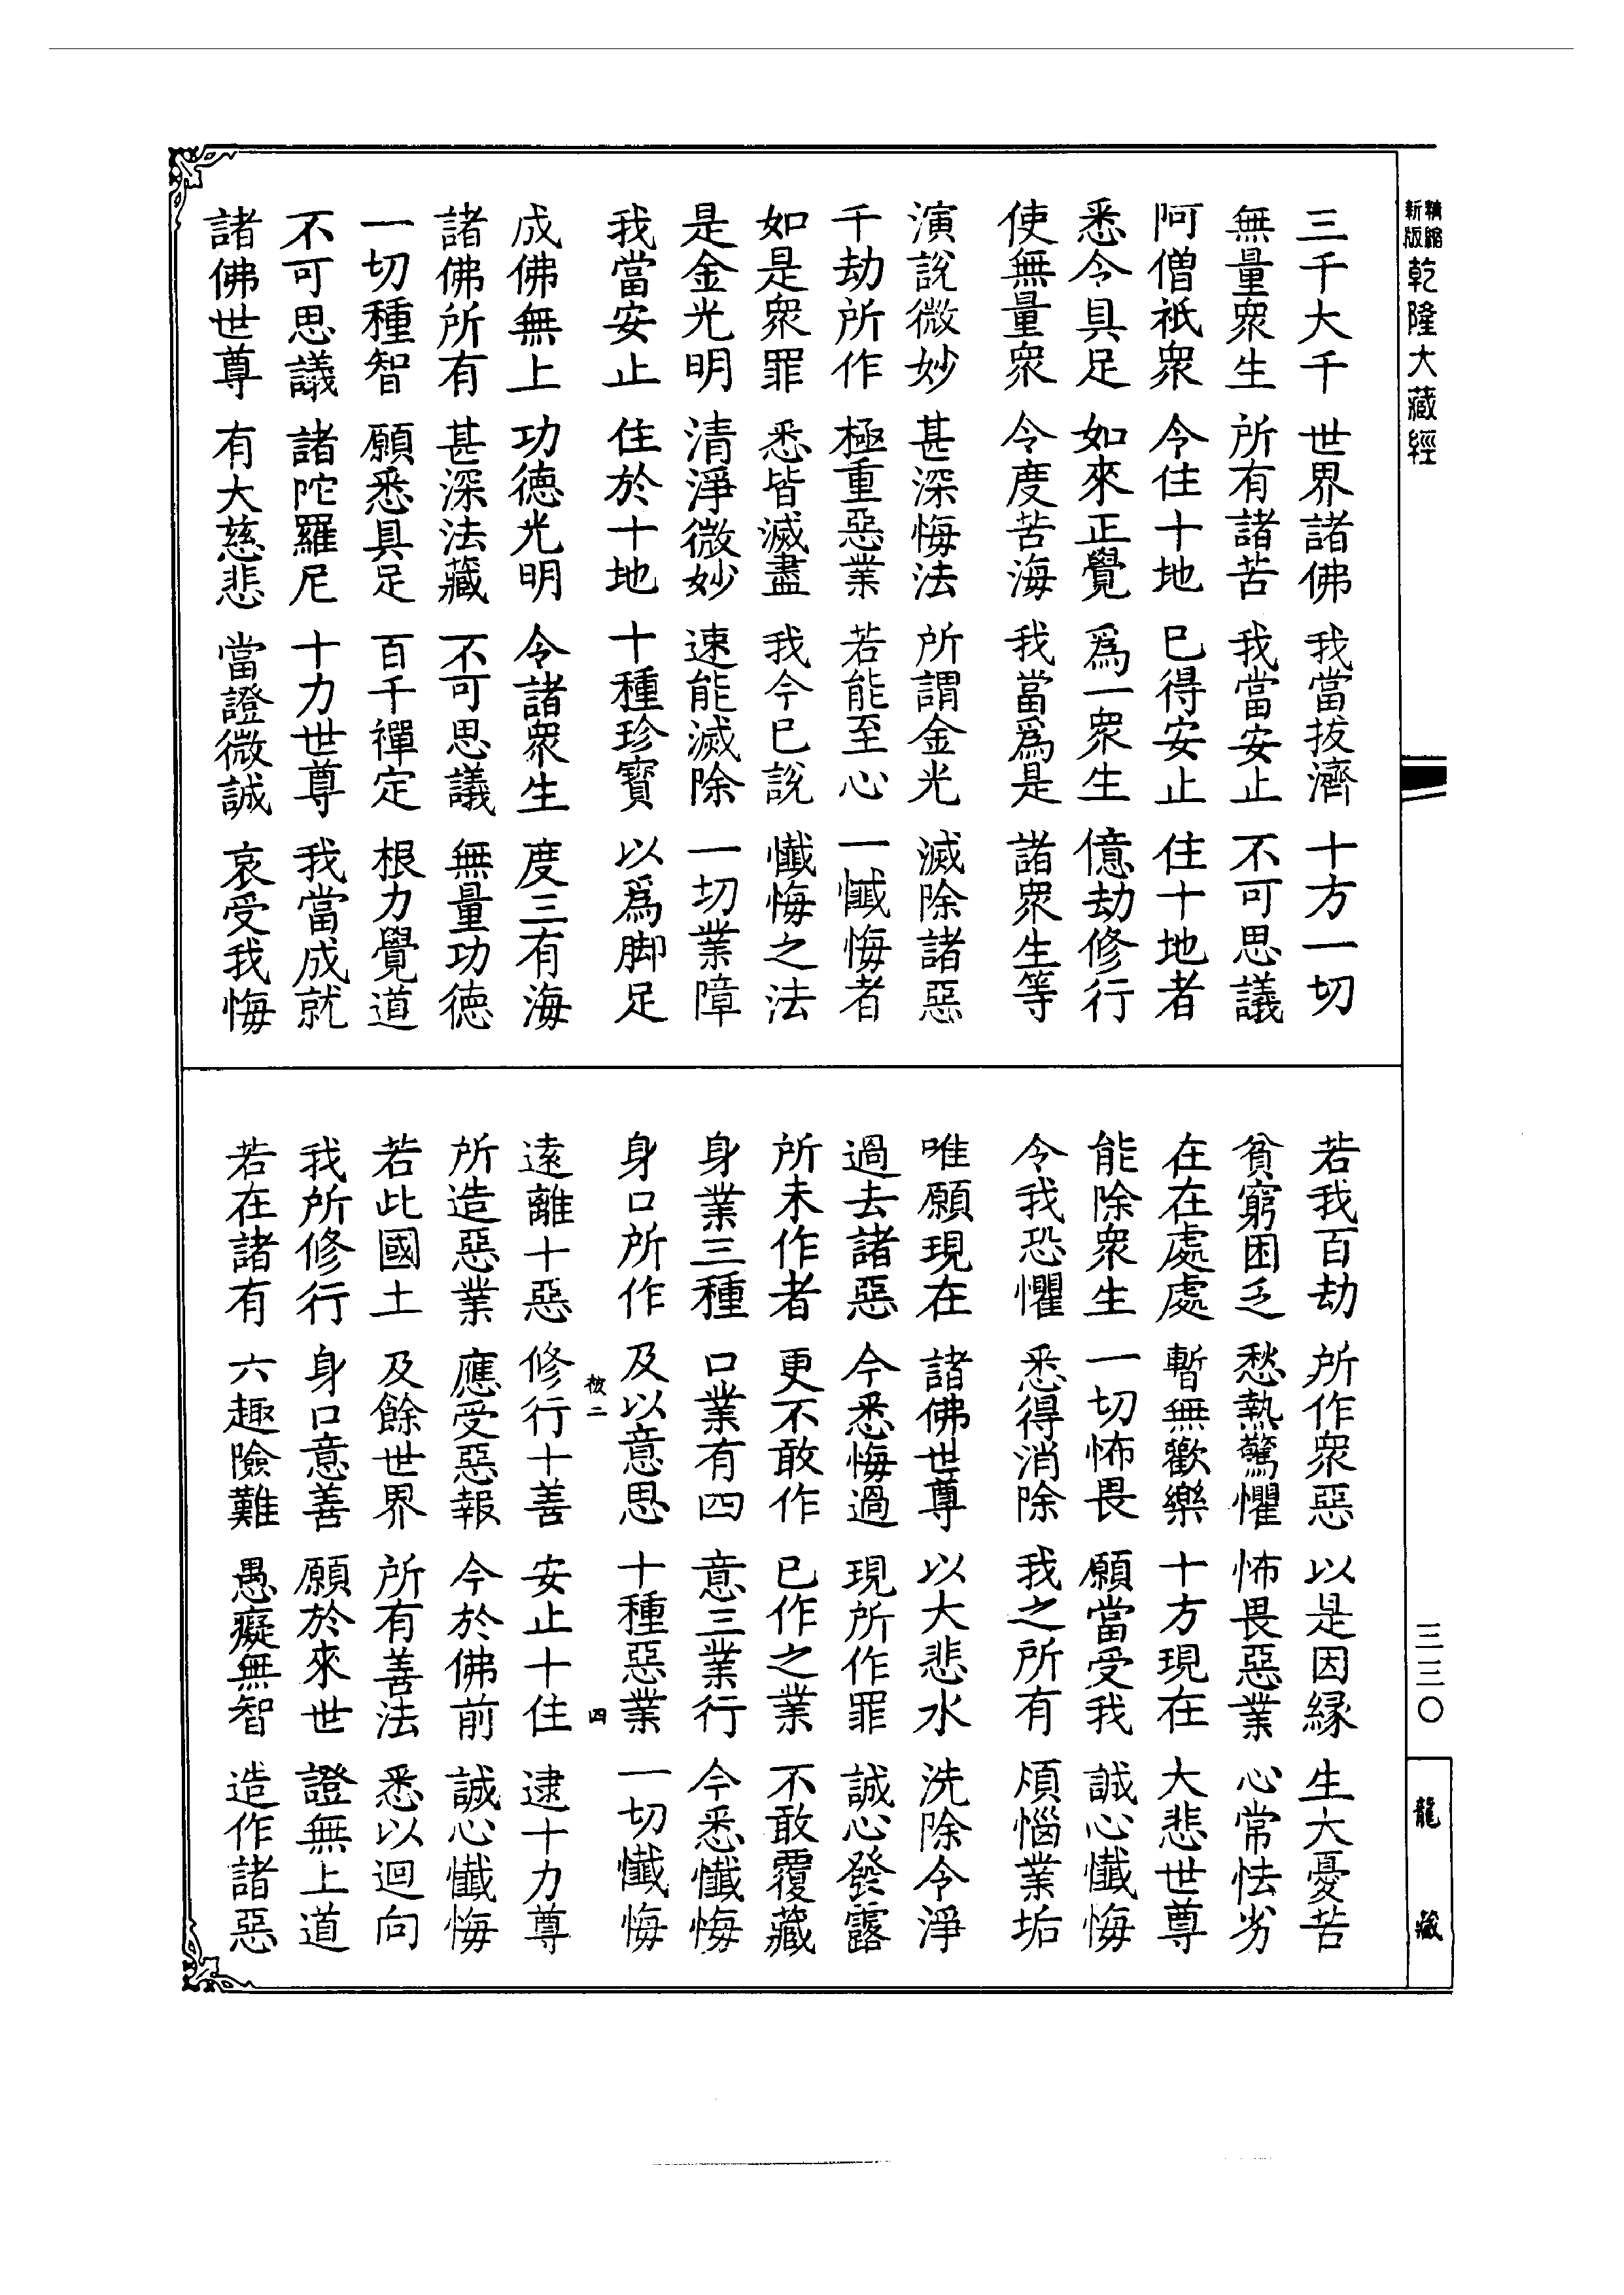 精縮新版乾隆大藏經
三千大千 世界諸佛 我當拔濟 十方一切
無量眾生 所有諸苦 我當安止 不可思議
阿僧祇眾 令住十地 已得安止 住十地者
悉令具足 如來正覺 為一眾生 億劫修行
使無量眾 令度苦海 我當為是 諸眾生等
演說微妙 甚深悔法 所謂金光 滅除諸惡
千劫所作 極重惡業 若能至心 一懺悔者
如是眾罪 悉皆滅盡 我今已說 懺悔之法
是金光明 清淨微妙 速能滅除 一切業障
我當安止 住於十地 十種珍寶 以為腳足
成佛無上 功德光明 令諸眾生 度三有海
諸佛所有 甚深法藏 不可思議 無量功德
一切種智 願悉具足 百千禪定 根力覺道
不可思議 諸陀羅尼 十力世尊 我當成就
諸佛世尊 有大慈悲 當證微誠 哀受我悔
若我百劫 所作眾惡 以是因緣 生大憂苦
貧窮困乏 愁熱驚懼 怖畏惡業 心常怯劣
在在處處 暫無歡樂 十方現在 大悲世尊
能除眾生 一切怖畏 願當受我 誠心懺悔
令我恐懼 悉得消除 我之所有 煩惱業垢
唯願現在 諸佛世尊 以大悲水 洗除令淨
過去諸惡 今悉悔過 現所作罪 誠心發露
所未作者 更不敢作 已作之業 不敢覆藏
身業三種 口業有四 意三業行 今悉懺悔
身口所作 及以意思 十種惡業 一切懺悔
二 四
遠離十惡 修行十善 安止十住 逮十力尊
所造惡業 應受惡報 今於佛前 誠心懺悔
若此國土 及餘世界 所有善法 悉以迴向
我所修行 身口意善 願於來世 證無上道
若在諸有 六趣險難 愚癡無智 造作諸惡
三三〇
龍藏